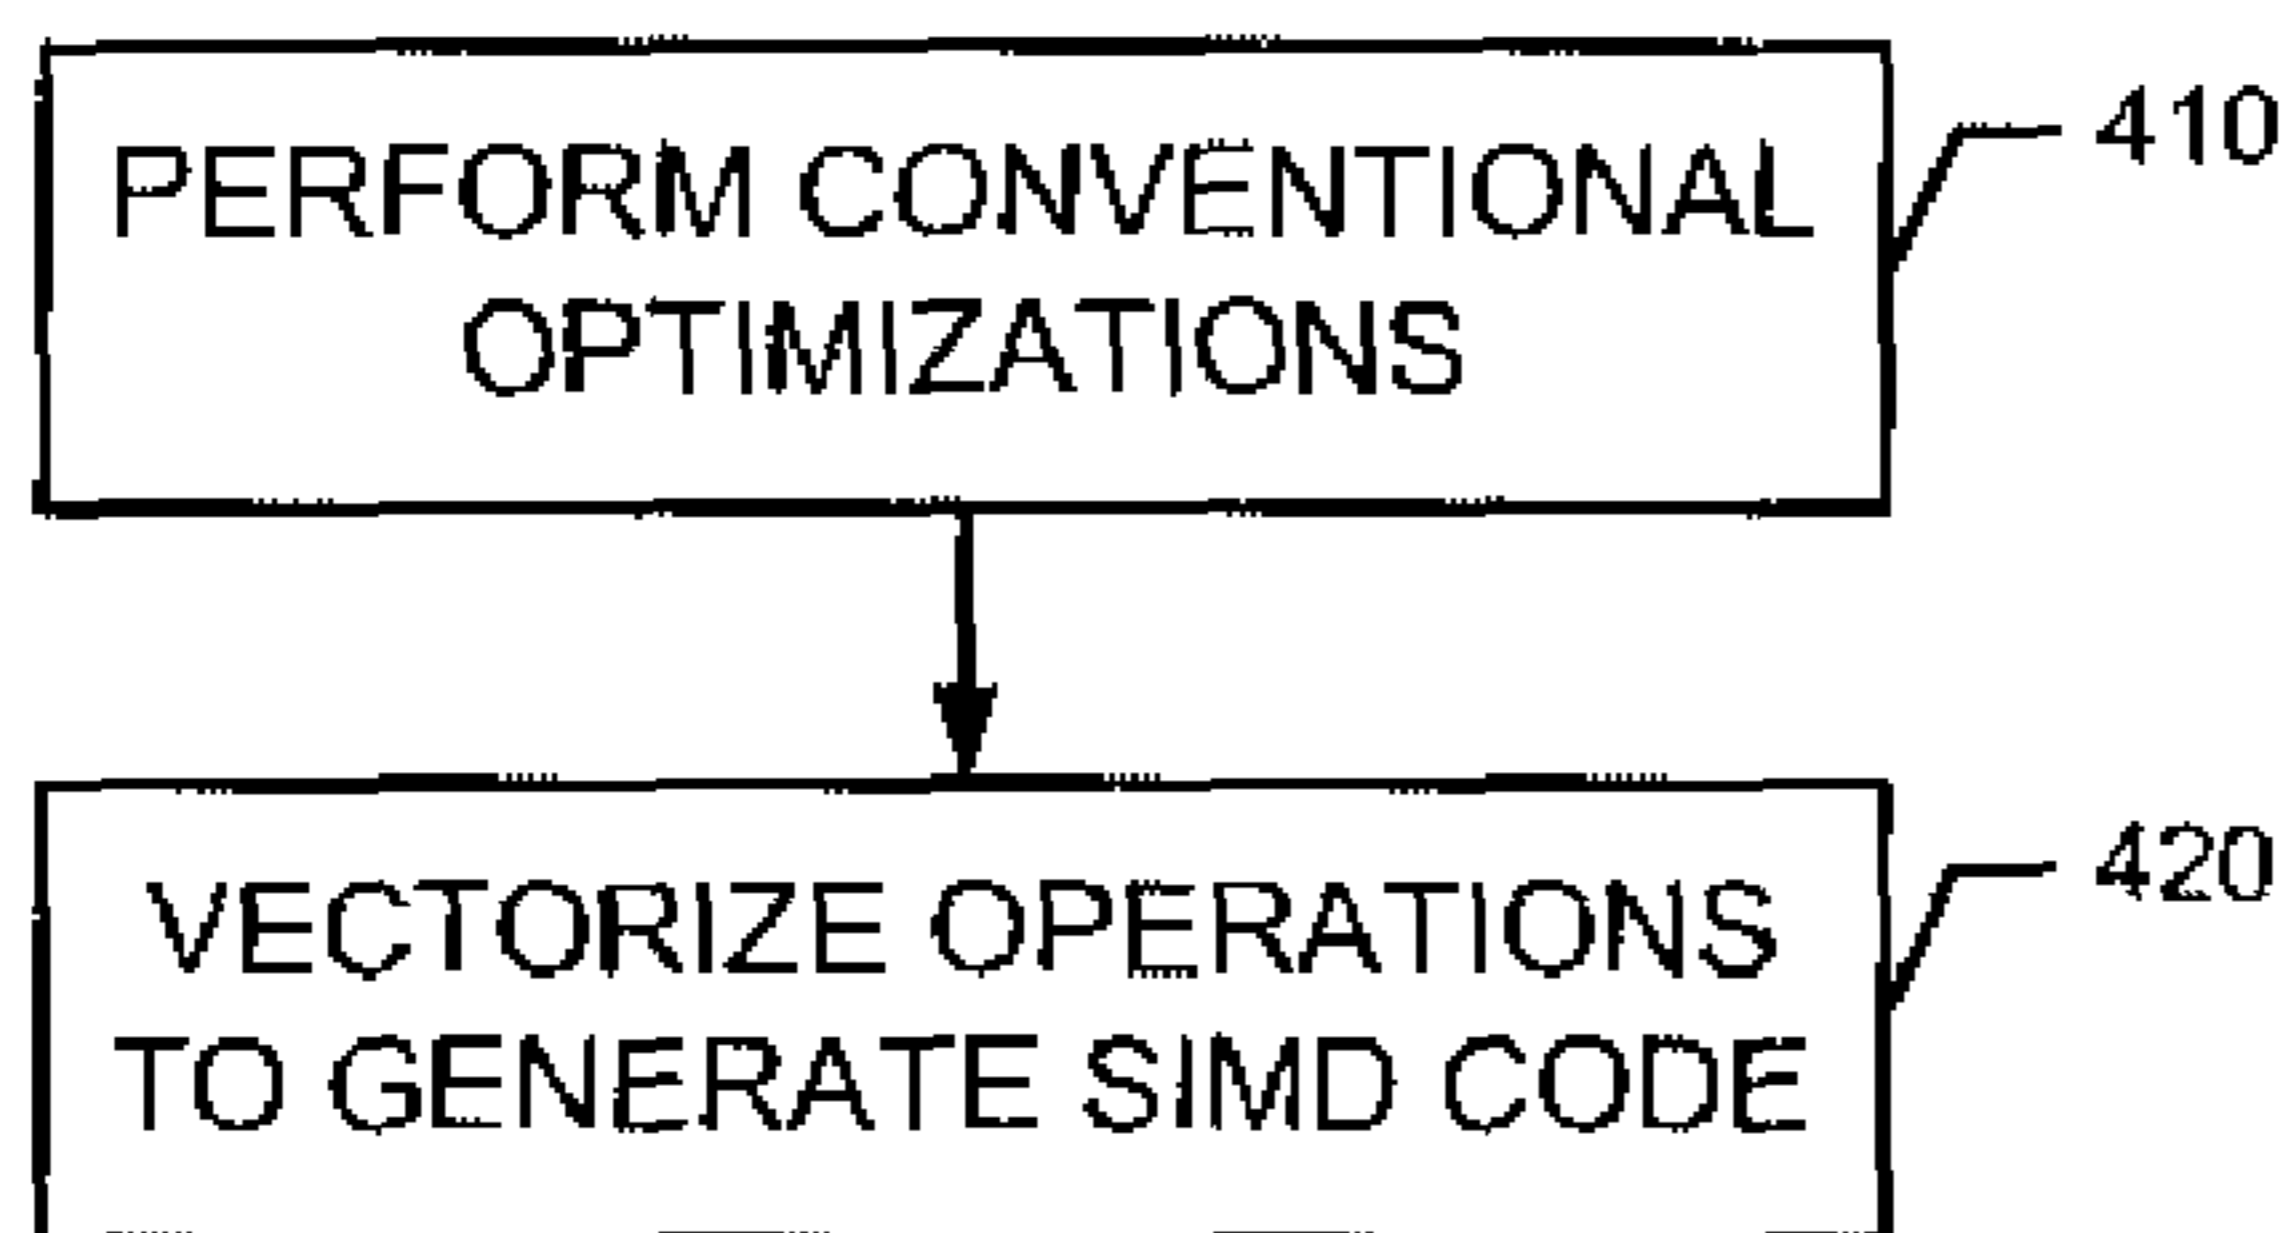 PERFORM CONVENTIONAL
OPTIMIZATIONS
410
VECTORIZE OPERATIONS
TO GENERATE SIMD CODE
420